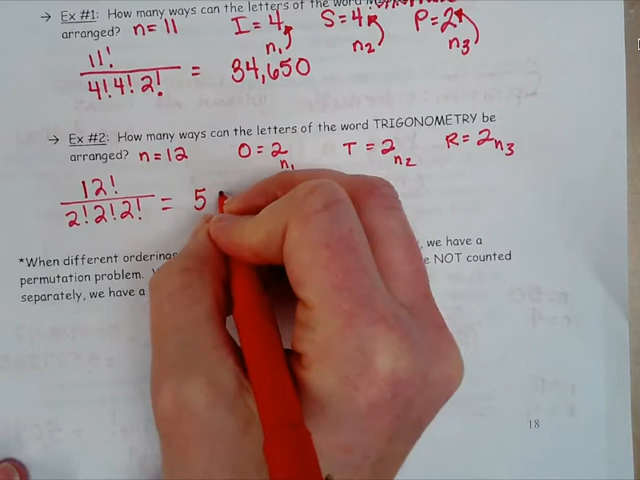 → Ex #1: How many ways can the letters of the word
arranged? n=11 I=4 S=4 P=2
n1 n2 n3
11!
4!4!2! = 34,650
→ Ex #2: How many ways can the letters of the word TRIGONOMETRY be
arranged? n=12 O=2 T=2 R=2
n1 n2 n3
12!
2!2!2! = 5
*When different orderings , we have a
permutation problem. NOT counted
separately, we have a
18